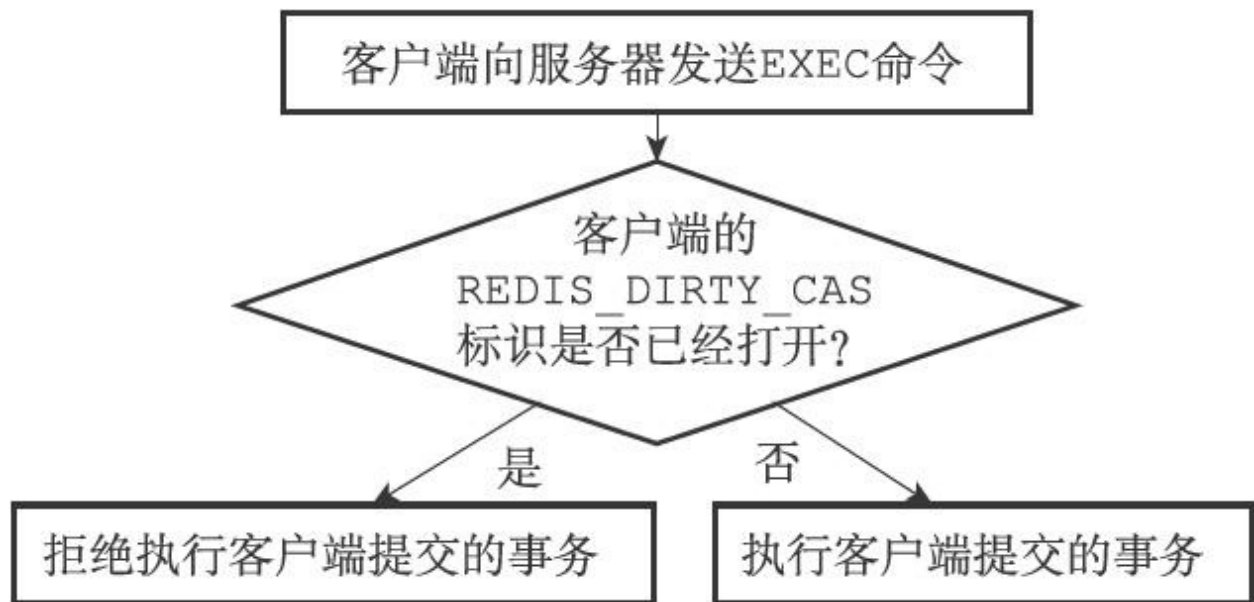 客户端向服务器发送EXEC命令
客户端的
REDIS_DIRTY_CAS
标识是否已经打开?
是
否
拒绝执行客户端提交的事务
执行客户端提交的事务